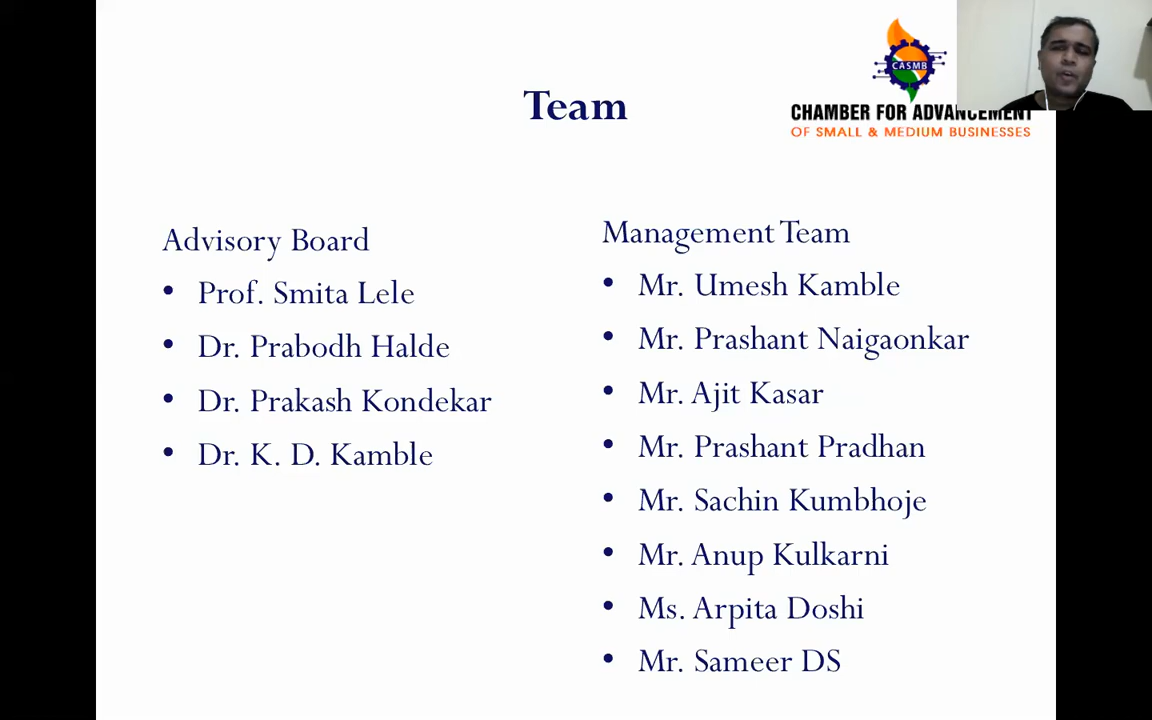 Team
CASMB
CHAMBER FOR ADVANCEMENT
OF SMALL & MEDIUM BUSINESSES
Advisory Board
• Prof. Smita Lele
• Dr. Prabodh Halde
• Dr. Prakash Kondekar
• Dr. K. D. Kamble
Management Team
• Mr. Umesh Kamble
• Mr. Prashant Naigaonkar
• Mr. Ajit Kasar
• Mr. Prashant Pradhan
• Mr. Sachin Kumbhoje
• Mr. Anup Kulkarni
• Ms. Arpita Doshi
• Mr. Sameer DS